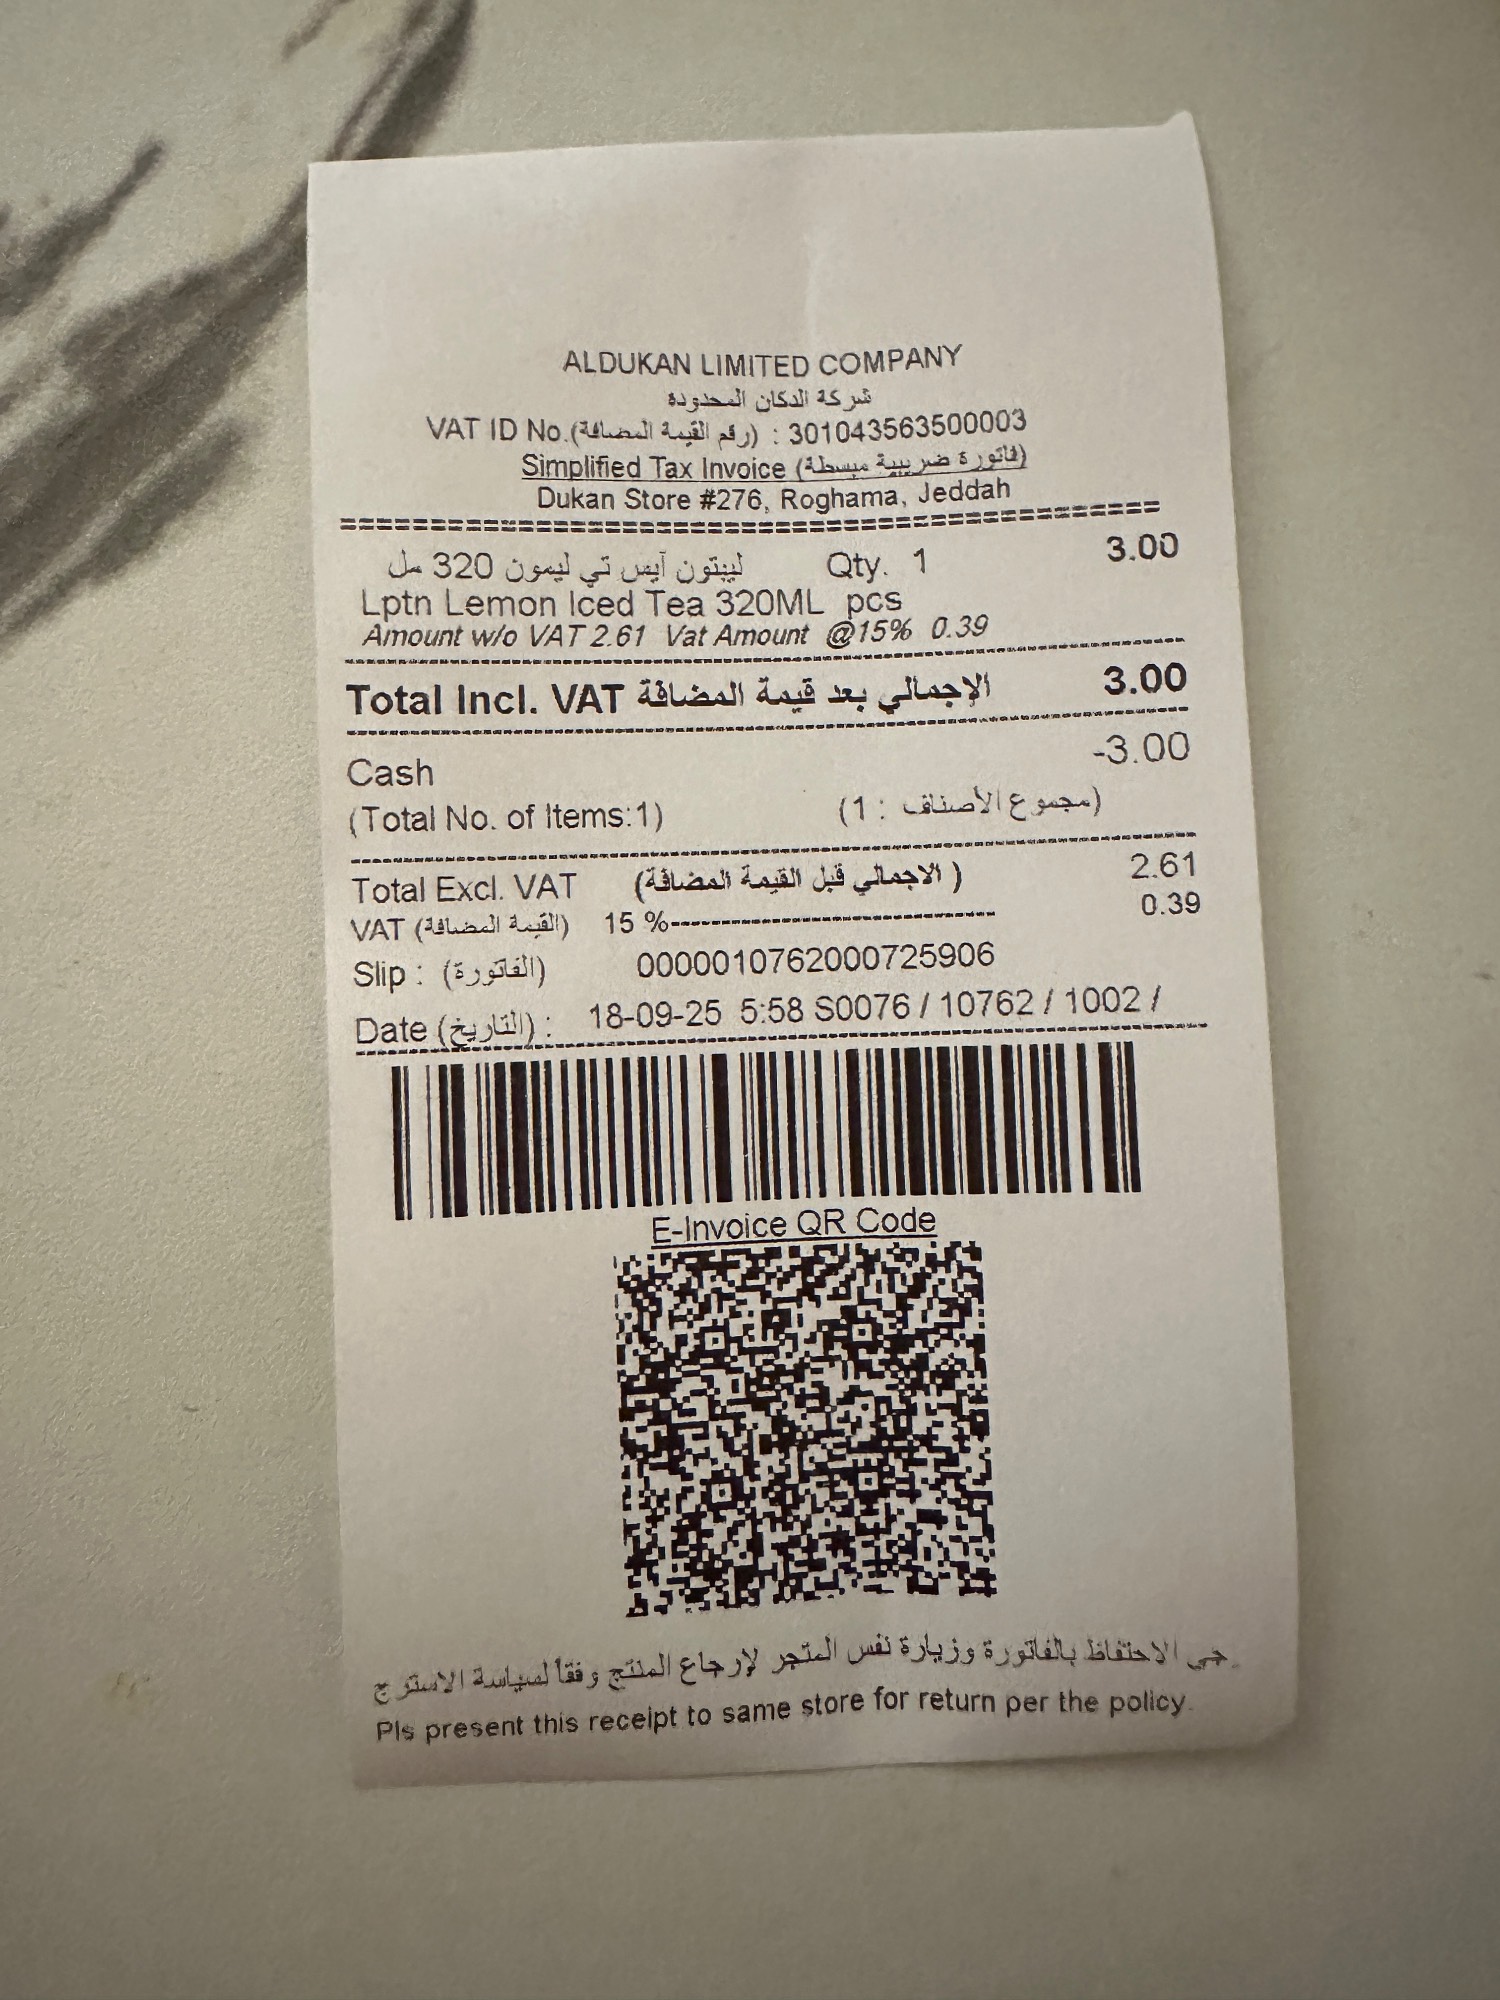 ALDUKAN LIMITED COMPANY
شركة الدكان المحدودة
VAT ID No.(رقم القيمة المضافة) : 301043563500003
Simplified Tax Invoice (فاتورة ضريبية مبسطة)
Dukan Store #276, Roghama, Jeddah
ليبتون آيس تي ليمون 320 مل Qty. 1 3.00
Lptn Lemon Iced Tea 320ML pcs
Amount w/o VAT 2.61 Vat Amount @15% 0.39
Total Incl. VAT الإجمالي بعد قيمة المضافة 3.00
Cash -3.00
(Total No. of Items:1) (مجموع الأصناف : 1)
Total Excl. VAT (الاجمالي قبل القيمة المضافة ) 2.61
VAT (القيمة المضافة) 15 % 0.39
Slip : (الفاتورة) 0000010762000725906
Date (التاريخ) : 18-09-25 5:58 S0076 / 10762 / 1002 /
E-Invoice QR Code
جى الاحتفاظ بالفاتورة وزيارة نفس المتجر لإرجاع المنتج وفقا لسياسة الاسترج
Pls present this receipt to same store for return per the policy.